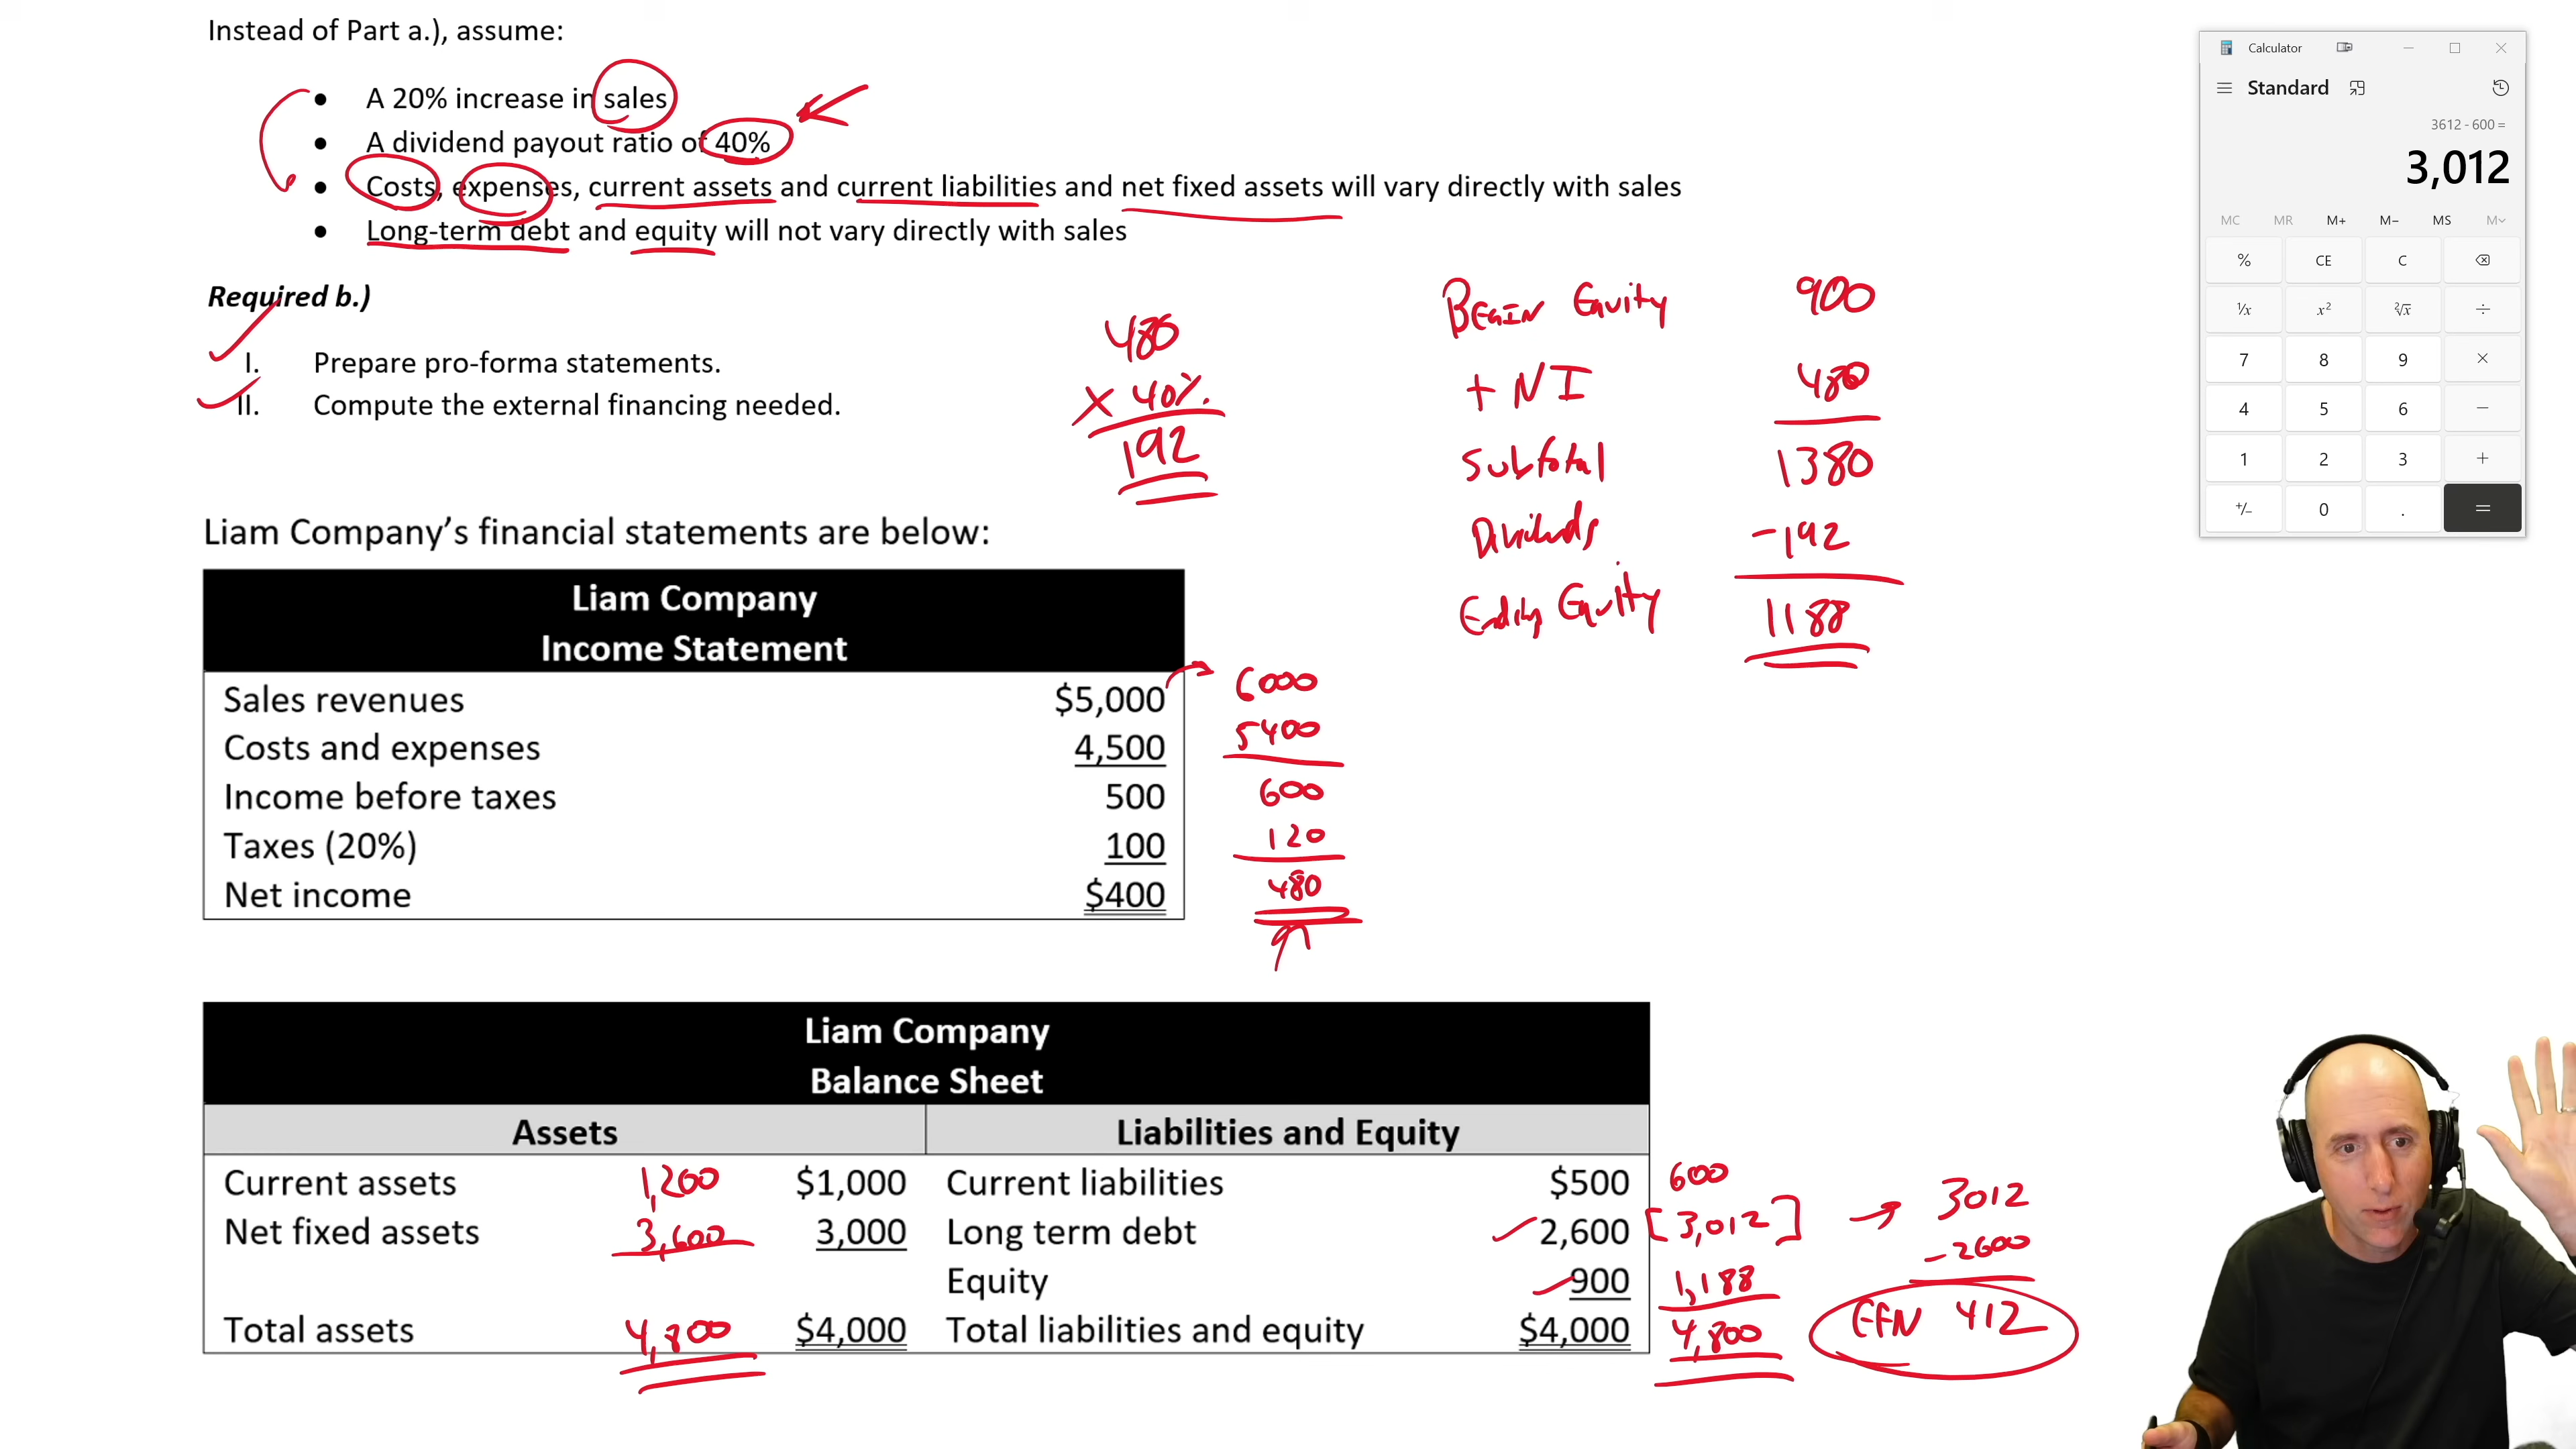 Instead of Part a.), assume:
• A 20% increase in sales
• A dividend payout ratio of 40%
• Costs, expenses, current assets and current liabilities and net fixed assets will vary directly with sales
• Long-term debt and equity will not vary directly with sales
Required b.)
I. Prepare pro-forma statements.
II. Compute the external financing needed.
480
X 40%
192
Begin Equity 900
+ NI 480
Subtotal 1380
Dividends -192
Ending Equity 1188
Calculator
Standard
3612 - 600 =
3,012
MC MR M+ M− MS M
% CE C
¹/x x² ²√x ÷
7 8 9 ×
4 5 6 −
1 2 3 +
+/− 0 . =
Liam Company's financial statements are below:
Liam Company
Income Statement
Sales revenues $5,000 6000
Costs and expenses 4,500 5400
Income before taxes 500 600
Taxes (20%) 100 120
Net income $400 480
Liam Company
Balance Sheet
Assets Liabilities and Equity
Current assets 1,200 $1,000 Current liabilities $500 600
Net fixed assets 3,600 3,000 Long term debt 2,600 [3,012] → 3012
-2600
Equity 900 1,188
Total assets 4,800 $4,000 Total liabilities and equity $4,000 4,800 EFN 412